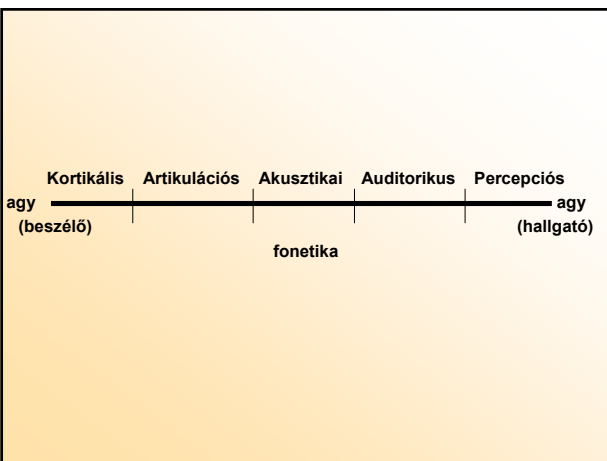 Kortikális Artikulációs Akusztikai Auditorikus Percepciós
agy agy
(beszélő) (hallgató)
fonetika